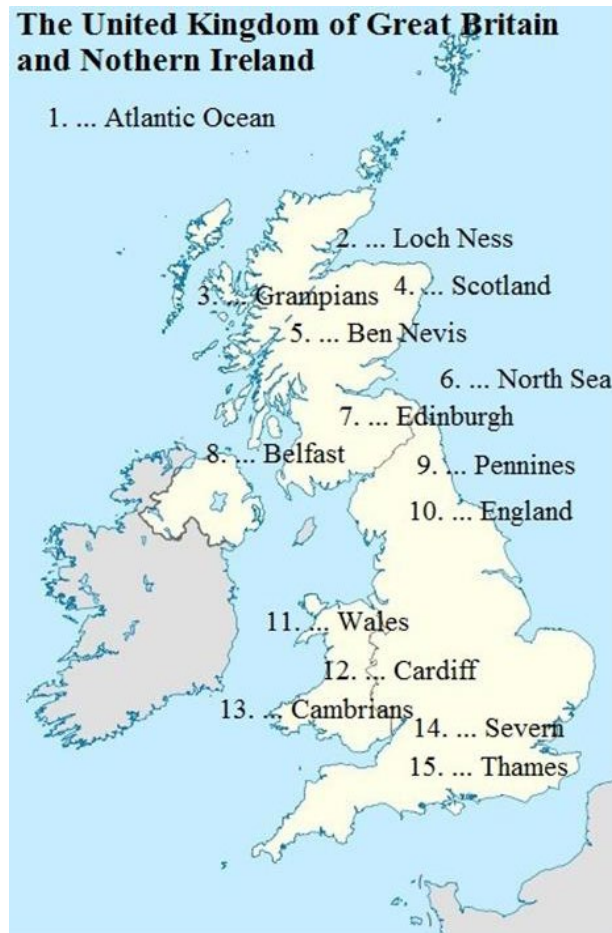 The United Kingdom of Great Britain
and Nothern Ireland
1. ... Atlantic Ocean
2. ... Loch Ness
3. ... Grampians
4. ... Scotland
5. ... Ben Nevis
6. ... North Sea
7. ... Edinburgh
8. ... Belfast
9. ... Pennines
10. ... England
11. ... Wales
12. ... Cardiff
13. ... Cambrians
14. ... Severn
15. ... Thames